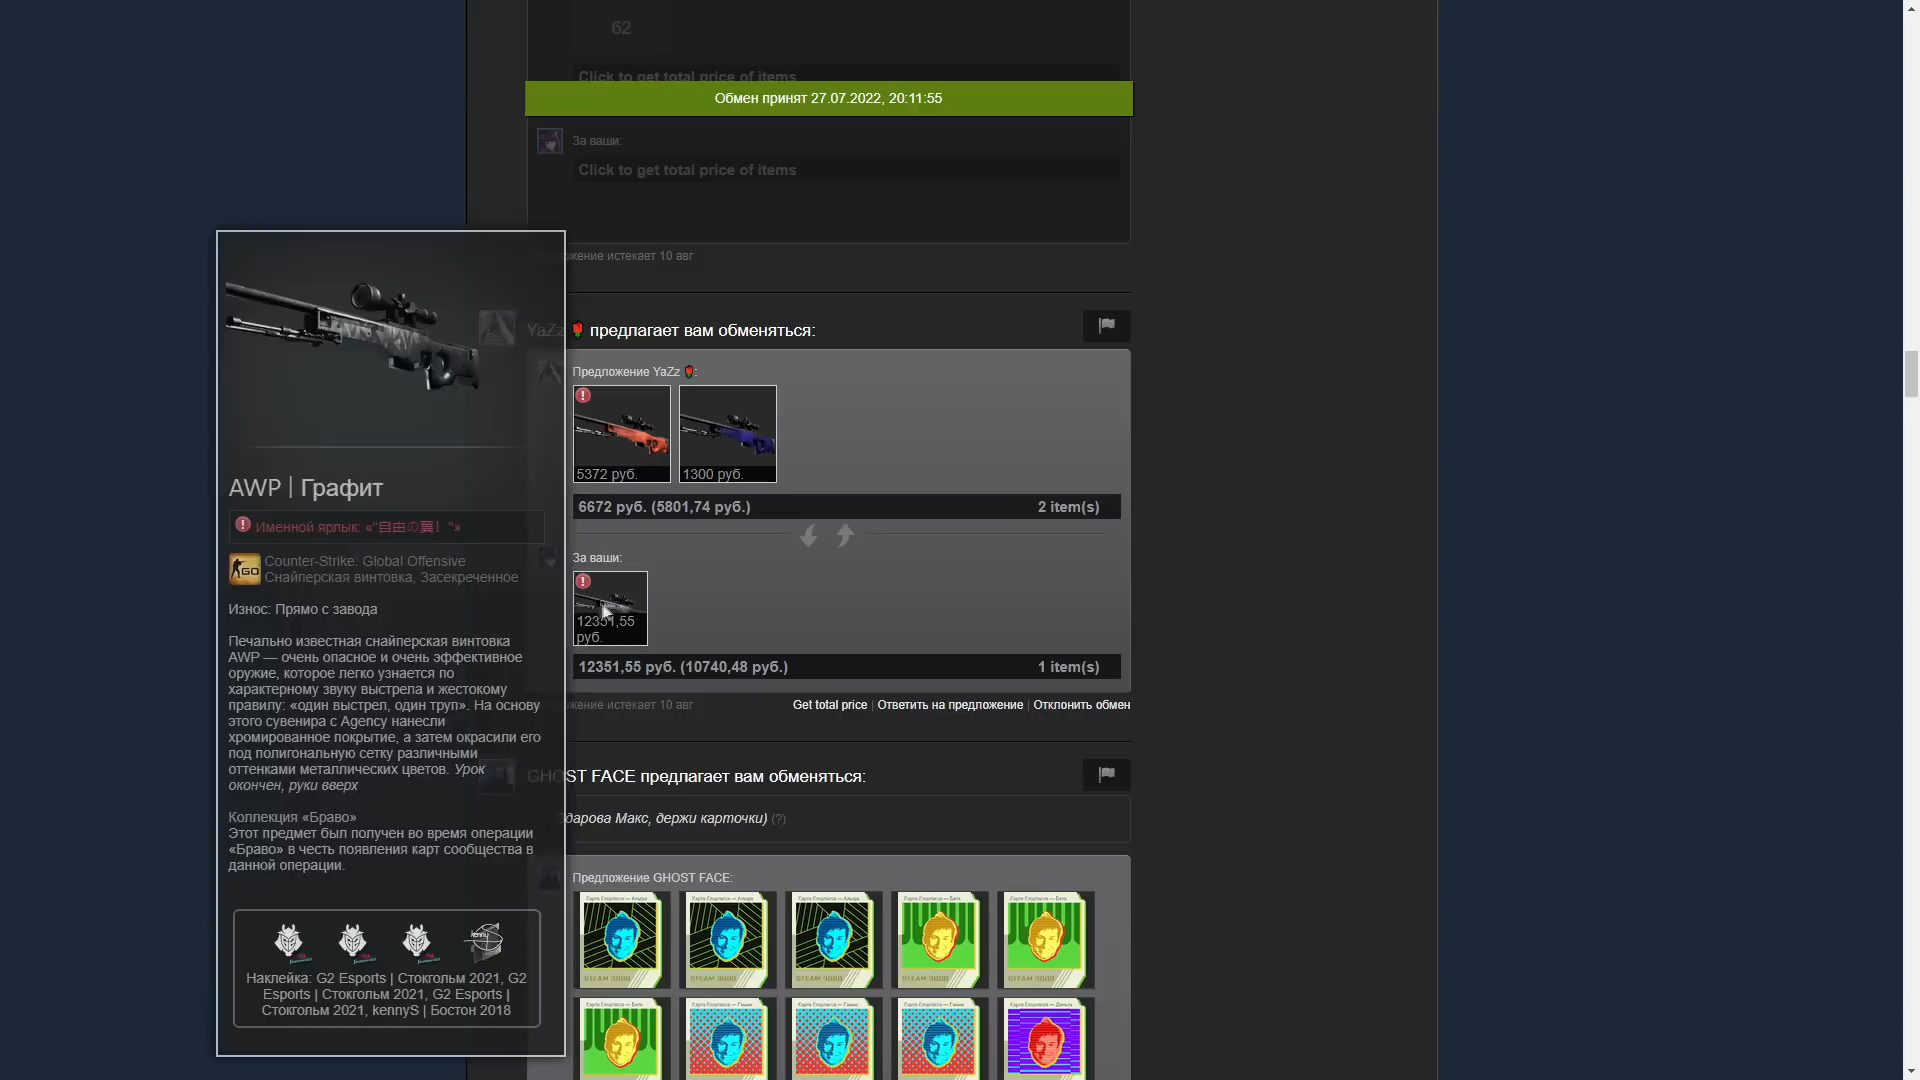 62
Click to get total price of items
Обмен принят 27.07.2022, 20:11:55
За ваши:
Click to get total price of items
жение истекает 10 авг
YaZz 🌹 предлагает вам обменяться:
Предложение YaZz 🌹:
5372 руб.
1300 руб.
6672 руб. (5801,74 руб.)
2 item(s)
За ваши:
12351,55
руб.
12351,55 руб. (10740,48 руб.)
1 item(s)
жение истекает 10 авг
Get total price | Ответить на предложение | Отклонить обмен
AWP | Графит
Именной ярлык: «"自由の翼！"»
Counter-Strike: Global Offensive
Снайперская винтовка, Засекреченное
Износ: Прямо с завода
Печально известная снайперская винтовка
AWP — очень опасное и очень эффективное
оружие, которое легко узнается по
характерному звуку выстрела и жестокому
правилу: «один выстрел, один труп». На основу
этого сувенира с Agency нанесли
хромированное покрытие, а затем окрасили его
под полигональную сетку различными
оттенками металлических цветов. Урок
окончен, руки вверх
Коллекция «Браво»
Этот предмет был получен во время операции
«Браво» в честь появления карт сообщества в
данной операции.
Наклейка: G2 Esports | Стокгольм 2021, G2
Esports | Стокгольм 2021, G2 Esports |
Стокгольм 2021, kennyS | Бостон 2018
GHOST FACE предлагает вам обменяться:
дарова Макс, держи карточки) (?)
Предложение GHOST FACE: